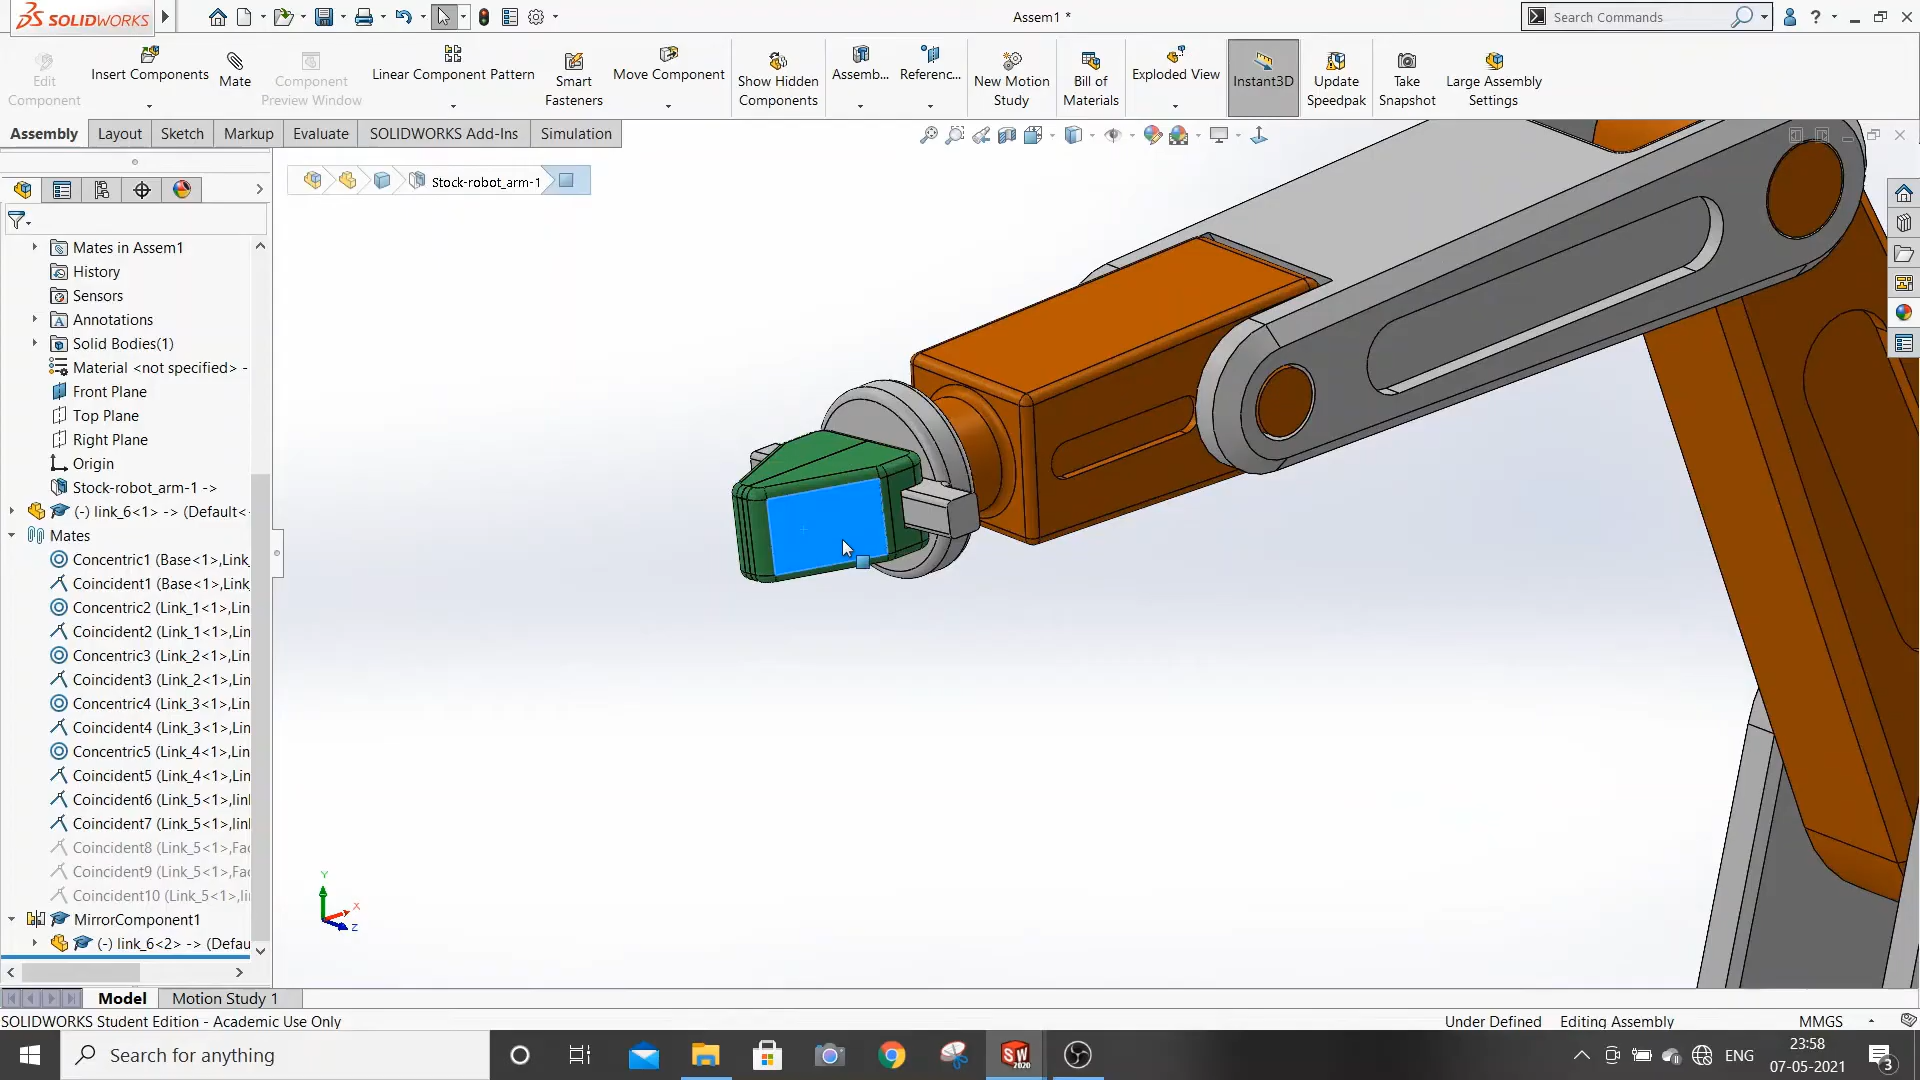 SOLIDWORKS
Assem1 *
Search Commands
Edit Component
Insert Components
Mate
Component Preview Window
Linear Component Pattern
Smart Fasteners
Move Component
Show Hidden Components
Assemb...
Referenc...
New Motion Study
Bill of Materials
Exploded View
Instant3D
Update Speedpak
Take Snapshot
Large Assembly Settings
Assembly
Layout
Sketch
Markup
Evaluate
SOLIDWORKS Add-Ins
Simulation
Stock-robot_arm-1
Mates in Assem1
History
Sensors
Annotations
Solid Bodies(1)
Material <not specified> -
Front Plane
Top Plane
Right Plane
Origin
Stock-robot_arm-1 ->
(-) link_6<1> -> (Default<
Mates
Concentric1 (Base<1>,Link_
Coincident1 (Base<1>,Link_
Concentric2 (Link_1<1>,Lin
Coincident2 (Link_1<1>,Lin
Concentric3 (Link_2<1>,Lin
Coincident3 (Link_2<1>,Lin
Concentric4 (Link_3<1>,Lin
Coincident4 (Link_3<1>,Lin
Concentric5 (Link_4<1>,Lin
Coincident5 (Link_4<1>,Lin
Coincident6 (Link_5<1>,lin
Coincident7 (Link_5<1>,lin
Coincident8 (Link_5<1>,Fac
Coincident9 (Link_5<1>,Fac
Coincident10 (Link_5<1>,li
MirrorComponent1
(-) link_6<2> -> (Defau
Y
X
Z
Model
Motion Study 1
SOLIDWORKS Student Edition - Academic Use Only
Under Defined
Editing Assembly
MMGS
Search for anything
SW
2020
ENG
23:58
07-05-2021
3